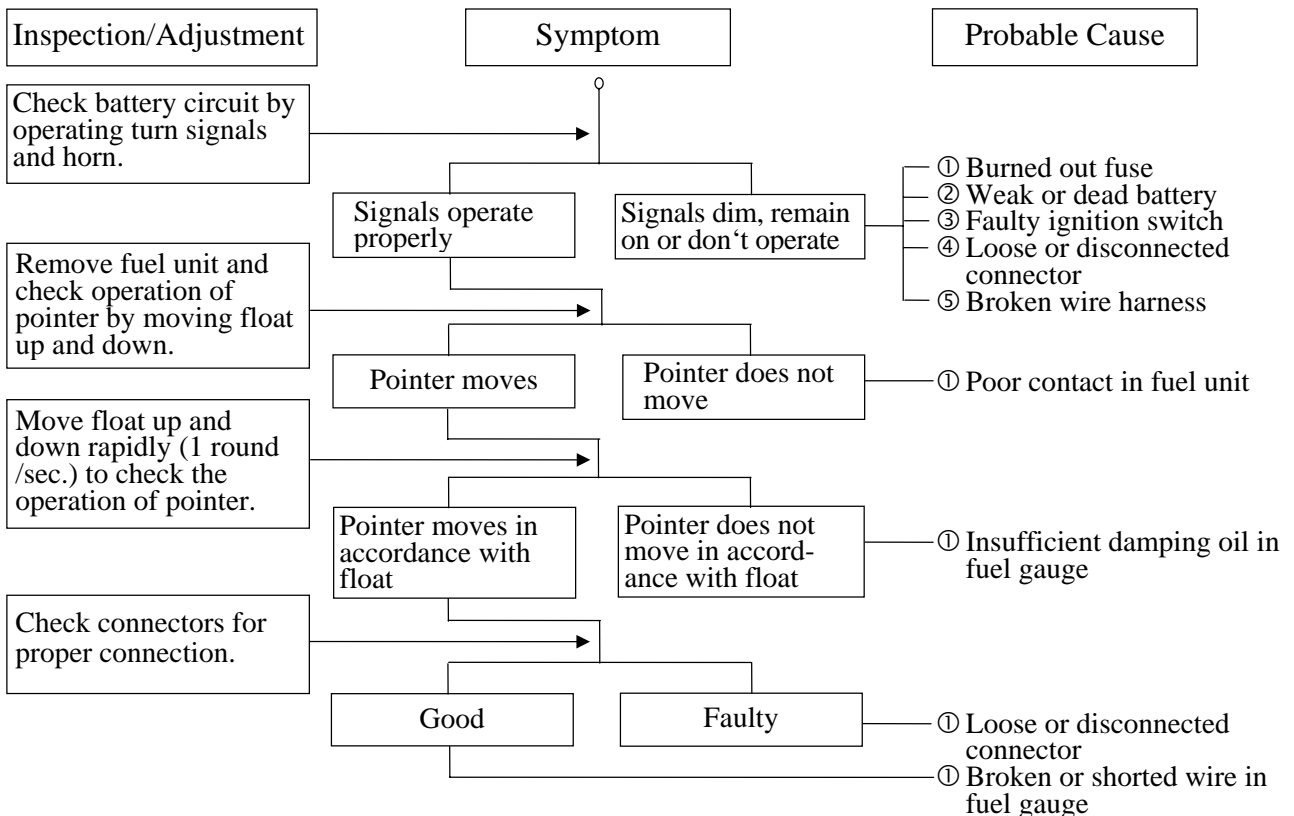 Inspection/Adjustment
Symptom
Probable Cause
Check battery circuit by
operating turn signals
and horn.
Signals operate
properly
Signals dim, remain
on or don‘t operate
① Burned out fuse
② Weak or dead battery
③ Faulty ignition switch
④ Loose or disconnected
connector
⑤ Broken wire harness
Remove fuel unit and
check operation of
pointer by moving float
up and down.
Pointer moves
Pointer does not
move
① Poor contact in fuel unit
Move float up and
down rapidly (1 round
/sec.) to check the
operation of pointer.
Pointer moves in
accordance with
float
Pointer does not
move in accord-
ance with float
① Insufficient damping oil in
fuel gauge
Check connectors for
proper connection.
Good
Faulty
① Loose or disconnected
connector
① Broken or shorted wire in
fuel gauge